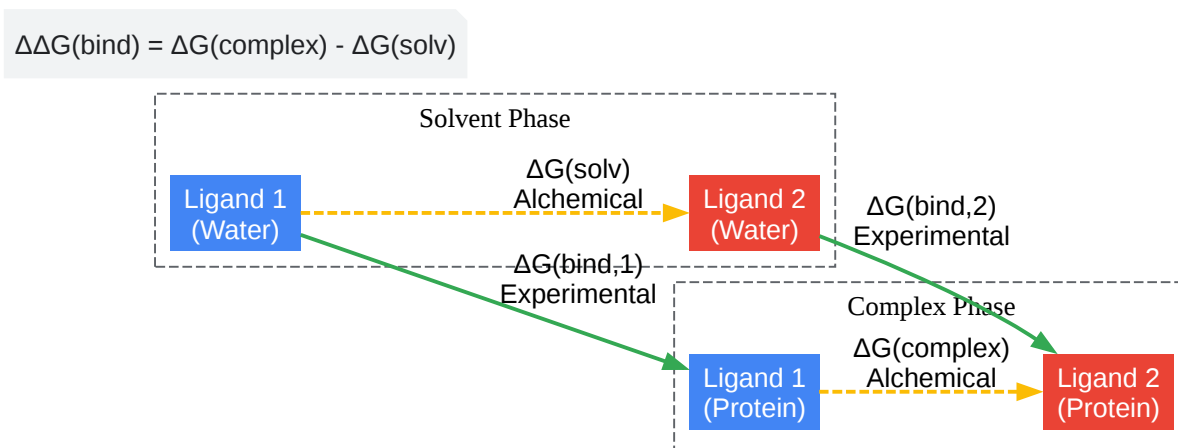 ΔΔG(bind) = ΔG(complex) - ΔG(solv)
Solvent Phase
Ligand 1
(Water)
ΔG(solv)
Alchemical
Ligand 2
(Water)
ΔG(bind,2)
Experimental
ΔG(bind,1)
Experimental
Complex Phase
Ligand 1
(Protein)
ΔG(complex)
Alchemical
Ligand 2
(Protein)